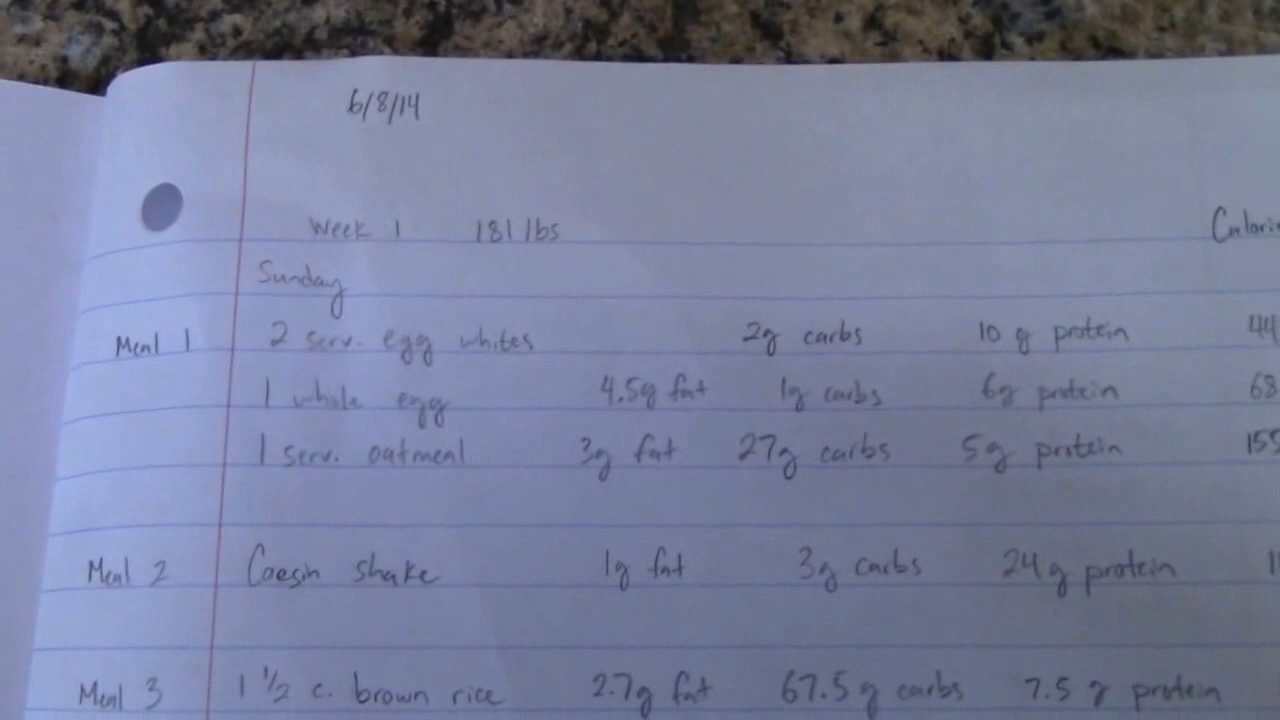 6/8/14
Week 1 181 lbs
Sunday
Meal 1 2 serv. egg whites 2g carbs 10 g protein 44
1 whole egg 4.5g fat 1g carbs 6g protein 68
1 serv. oatmeal 3g fat 27g carbs 5g protein 155
Meal 2 Coesin shake 1g fat 3g carbs 24g protein
Meal 3 1 1/2 c. brown rice 2.7g fat 67.5 g carbs 7.5 g protein